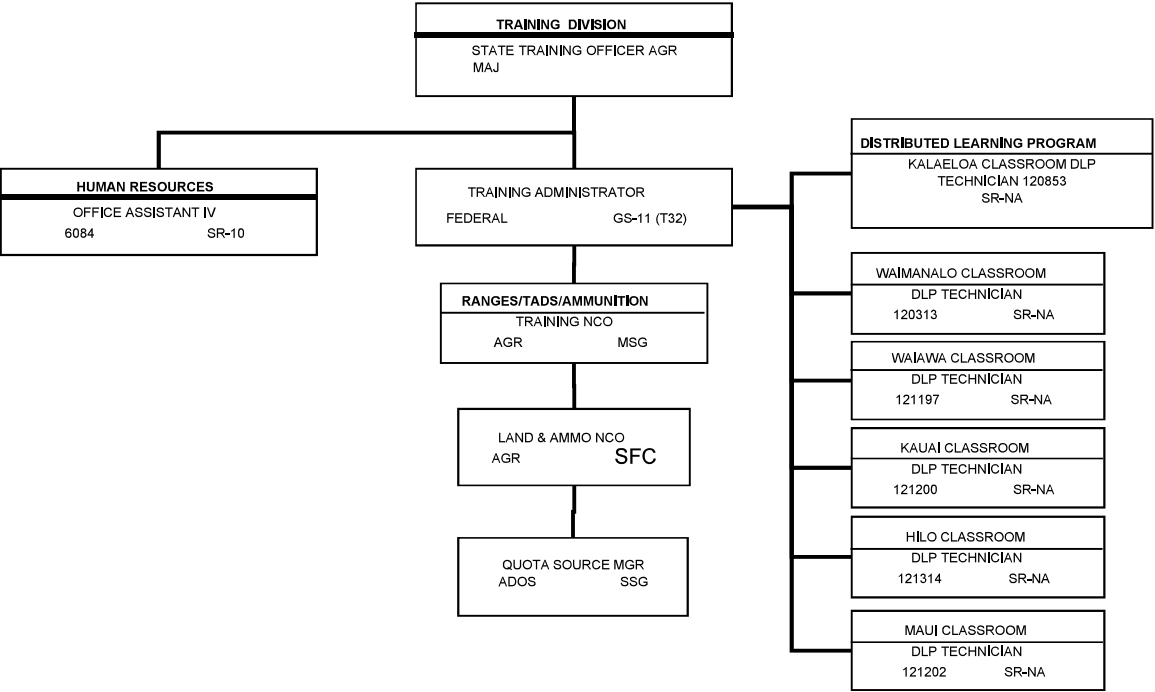 TRAINING DIVISION
STATE TRAINING OFFICER AGR
MAJ
HUMAN RESOURCES
OFFICE ASSISTANT IV
6084 SR-10
TRAINING ADMINISTRATOR
FEDERAL GS-11 (T32)
RANGES/TADS/AMMUNITION
TRAINING NCO
AGR MSG
LAND & AMMO NCO
AGR SFC
QUOTA SOURCE MGR
ADOS SSG
DISTRIBUTED LEARNING PROGRAM
KALAELOA CLASSROOM DLP
TECHNICIAN 120853
SR-NA
WAIMANALO CLASSROOM
DLP TECHNICIAN
120313 SR-NA
WAIAWA CLASSROOM
DLP TECHNICIAN
121197 SR-NA
KAUAI CLASSROOM
DLP TECHNICIAN
121200 SR-NA
HILO CLASSROOM
DLP TECHNICIAN
121314 SR-NA
MAUI CLASSROOM
DLP TECHNICIAN
121202 SR-NA